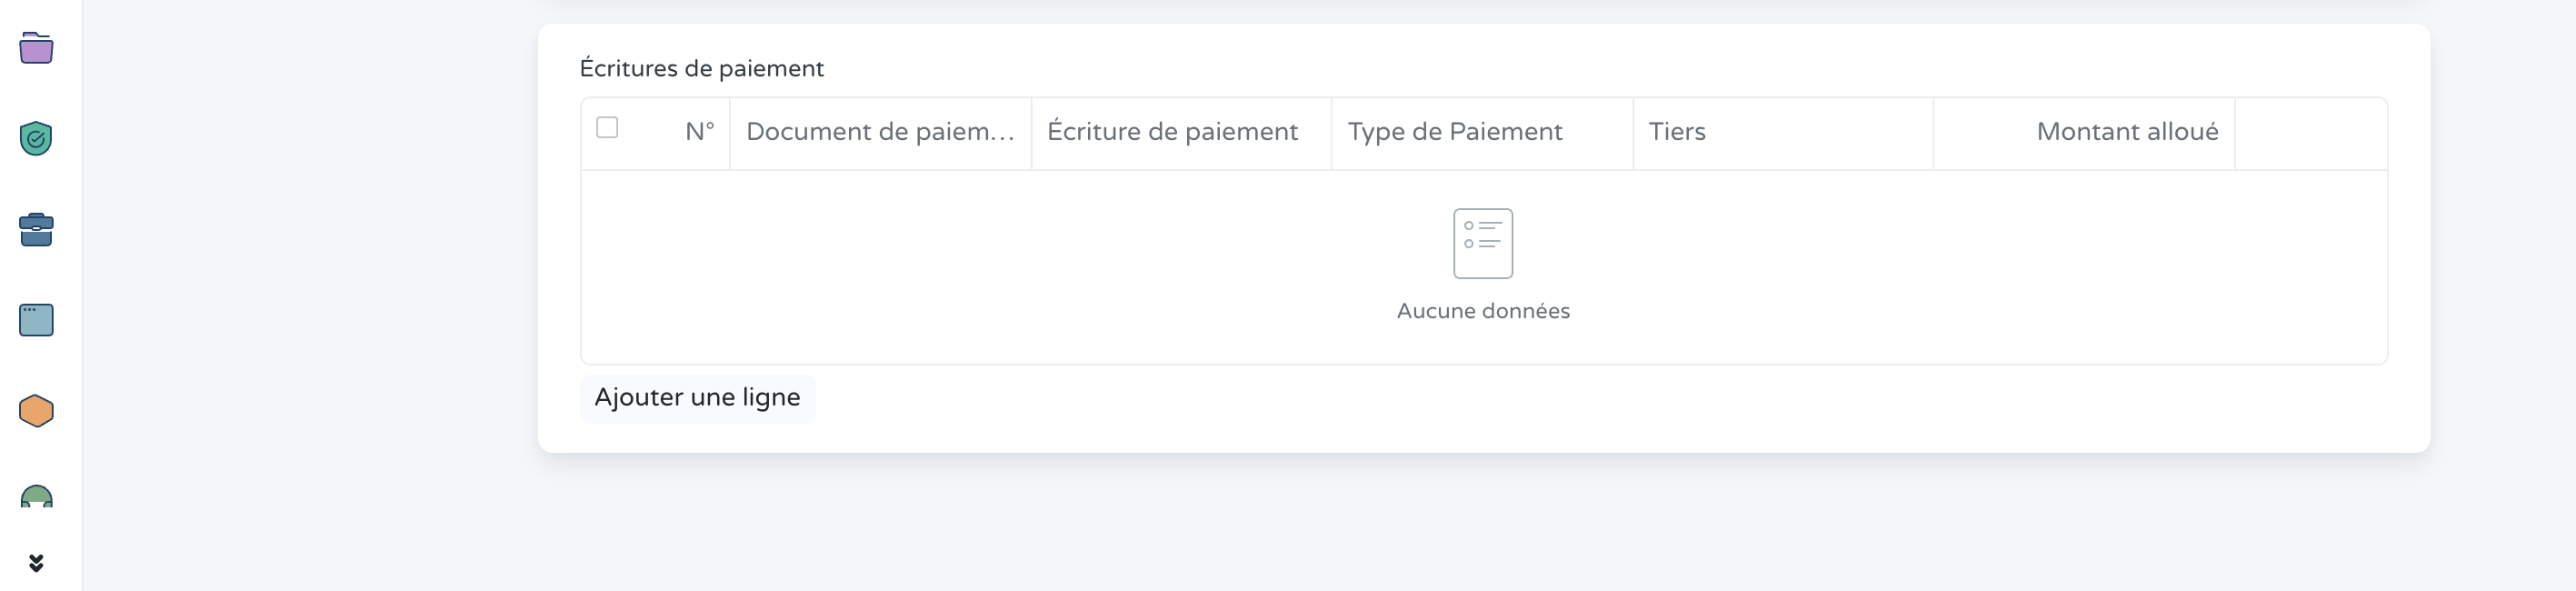 Écritures de paiement
N° Document de paiem… Écriture de paiement Type de Paiement Tiers Montant alloué
Aucune données
Ajouter une ligne